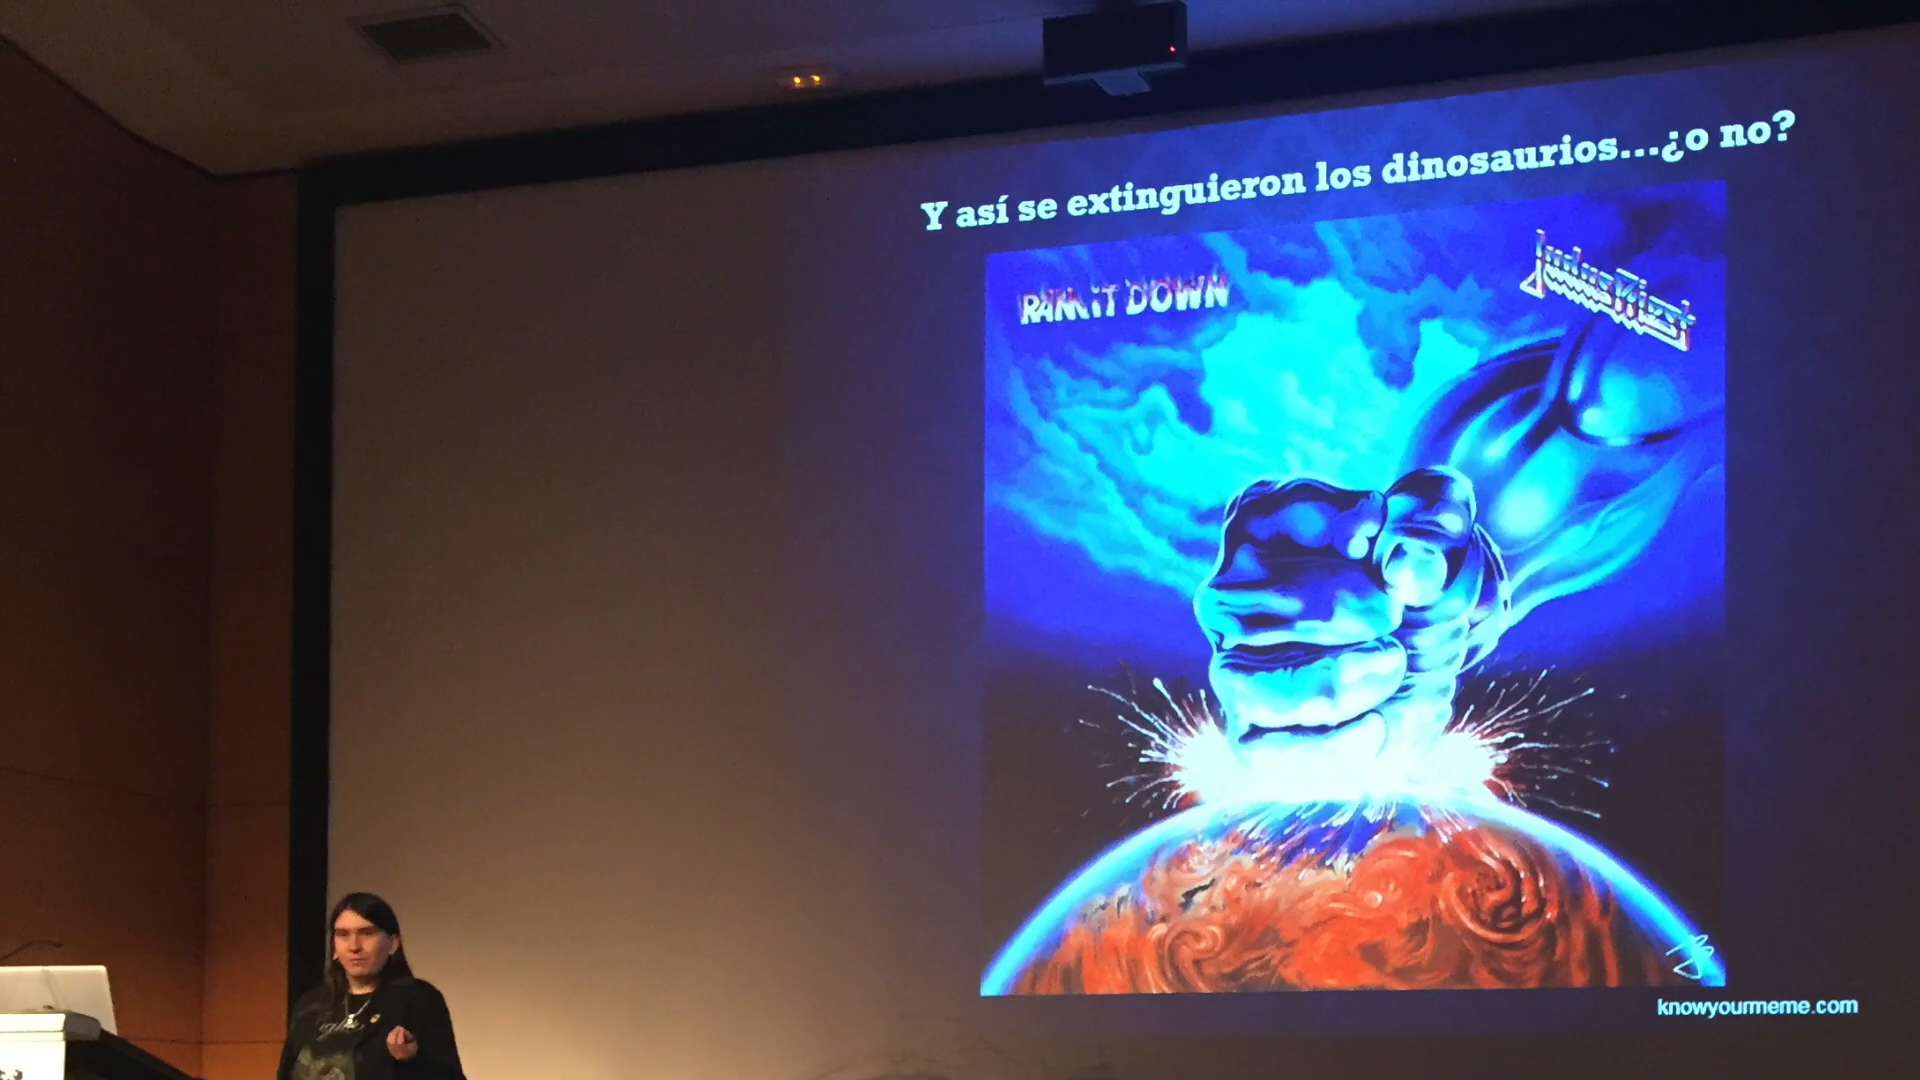 Y así se extinguieron los dinosaurios...¿o no?
RAM IT DOWN
Judas Priest
knowyourmeme.com